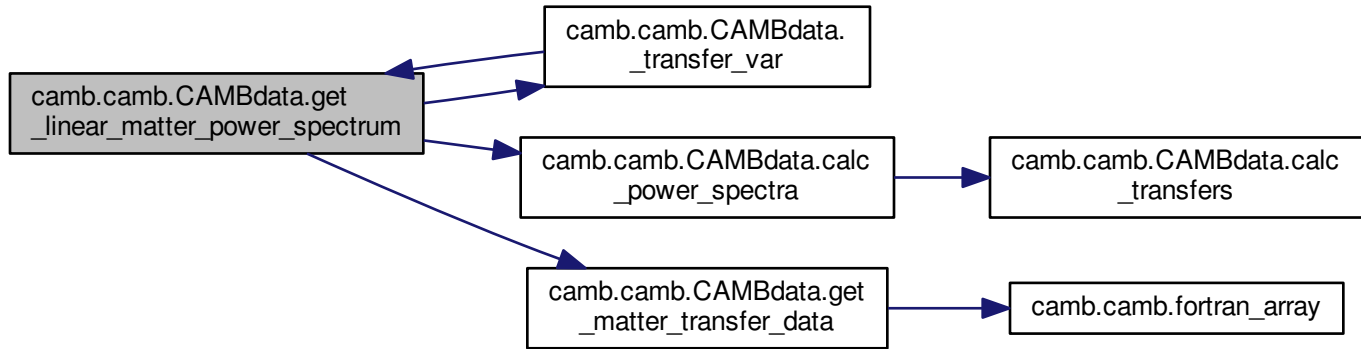 camb.camb.CAMBdata.get
_linear_matter_power_spectrum
camb.camb.CAMBdata.
_transfer_var
camb.camb.CAMBdata.calc
_power_spectra
camb.camb.CAMBdata.calc
_transfers
camb.camb.CAMBdata.get
_matter_transfer_data
camb.camb.fortran_array